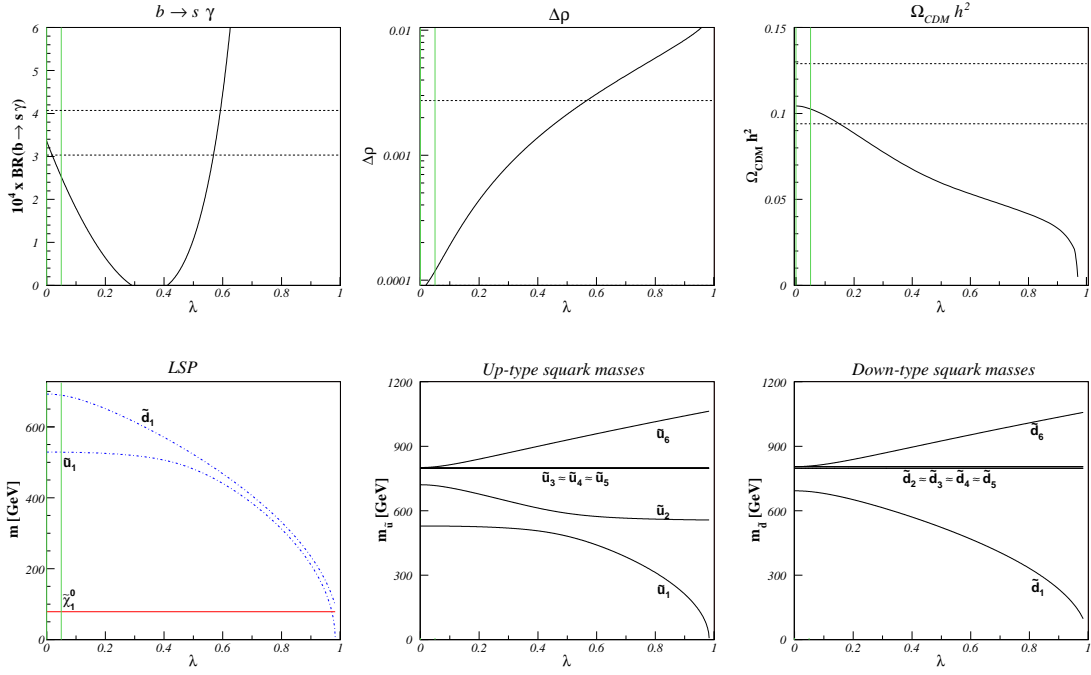 b → s γ
Δρ
Ω_CDM h²
10⁴ x BR(b → s γ)
6
5
4
3
2
1
0
0 0.2 0.4 0.6 0.8 1
λ
Δρ
0.01
0.001
0.0001
0 0.2 0.4 0.6 0.8 1
λ
Ω_CDM h²
0.15
0.1
0.05
0
0 0.2 0.4 0.6 0.8 1
λ
LSP
Up-type squark masses
Down-type squark masses
m [GeV]
600
400
200
0
d̃₁
ũ₁
χ̃₁⁰
0 0.2 0.4 0.6 0.8 1
λ
m_ũ [GeV]
1200
900
600
300
0
ũ₆
ũ₃ ≈ ũ₄ ≈ ũ₅
ũ₂
ũ₁
0 0.2 0.4 0.6 0.8 1
λ
m_d̃ [GeV]
1200
900
600
300
0
d̃₆
d̃₂ ≈ d̃₃ ≈ d̃₄ ≈ d̃₅
d̃₁
0 0.2 0.4 0.6 0.8 1
λ